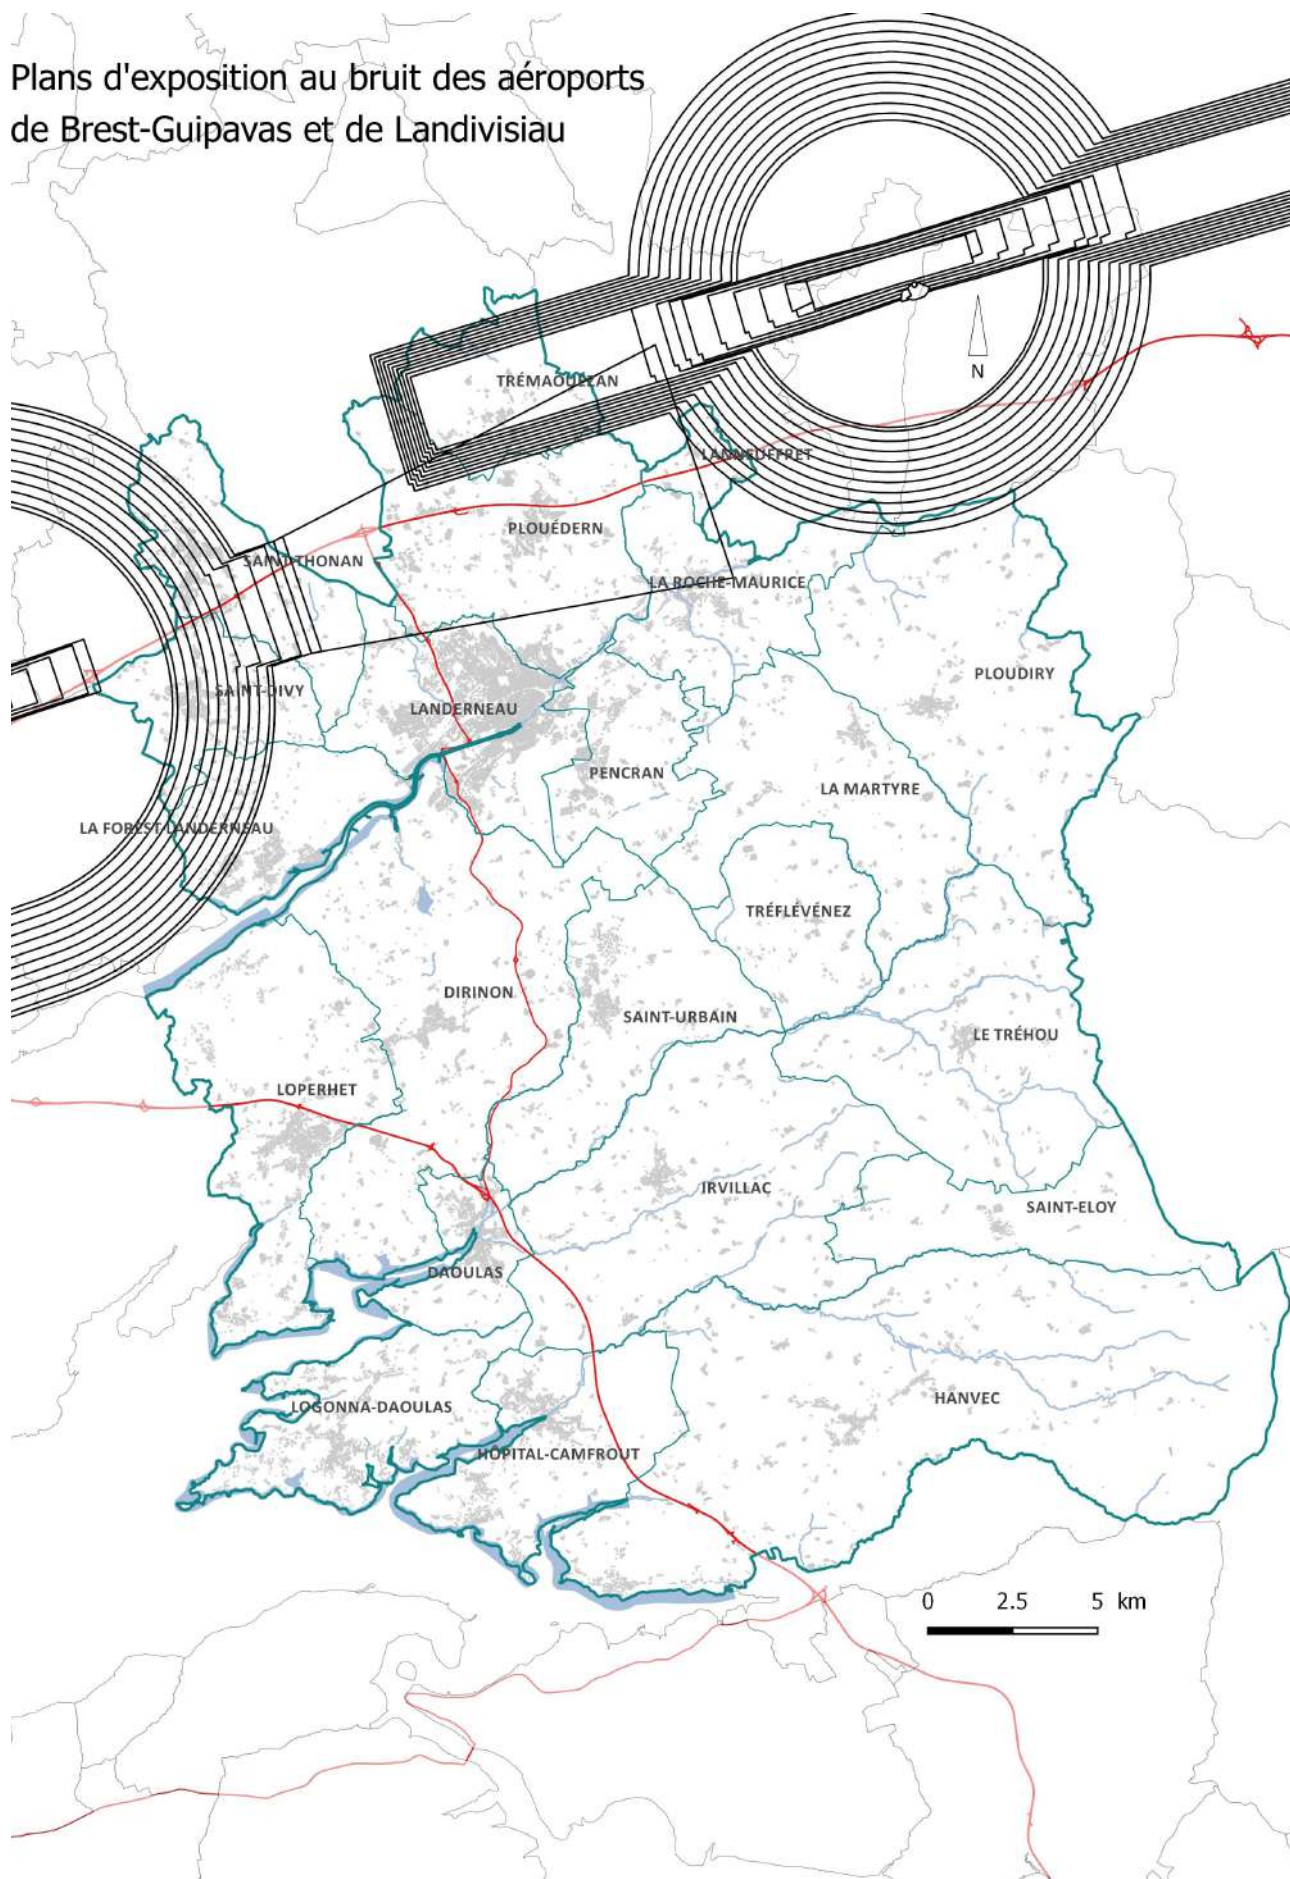 Plans d'exposition au bruit des aéroports
de Brest-Guipavas et de Landivisiau
N
TRÉMAOUÉZAN
LANNEUFFRET
PLOUÉDERN
SAINT-THONAN
LA ROCHE-MAURICE
PLOUDIRY
SAINT-DIVY
LANDERNEAU
PENCRAN
LA MARTYRE
LA FOREST-LANDERNEAU
TRÉFLÉVÉNEZ
DIRINON
SAINT-URBAIN
LE TRÉHOU
LOPERHET
IRVILLAC
SAINT-ELOY
DAOULAS
HANVEC
LOGONNA-DAOULAS
HÔPITAL-CAMFROUT
0 2.5 5 km